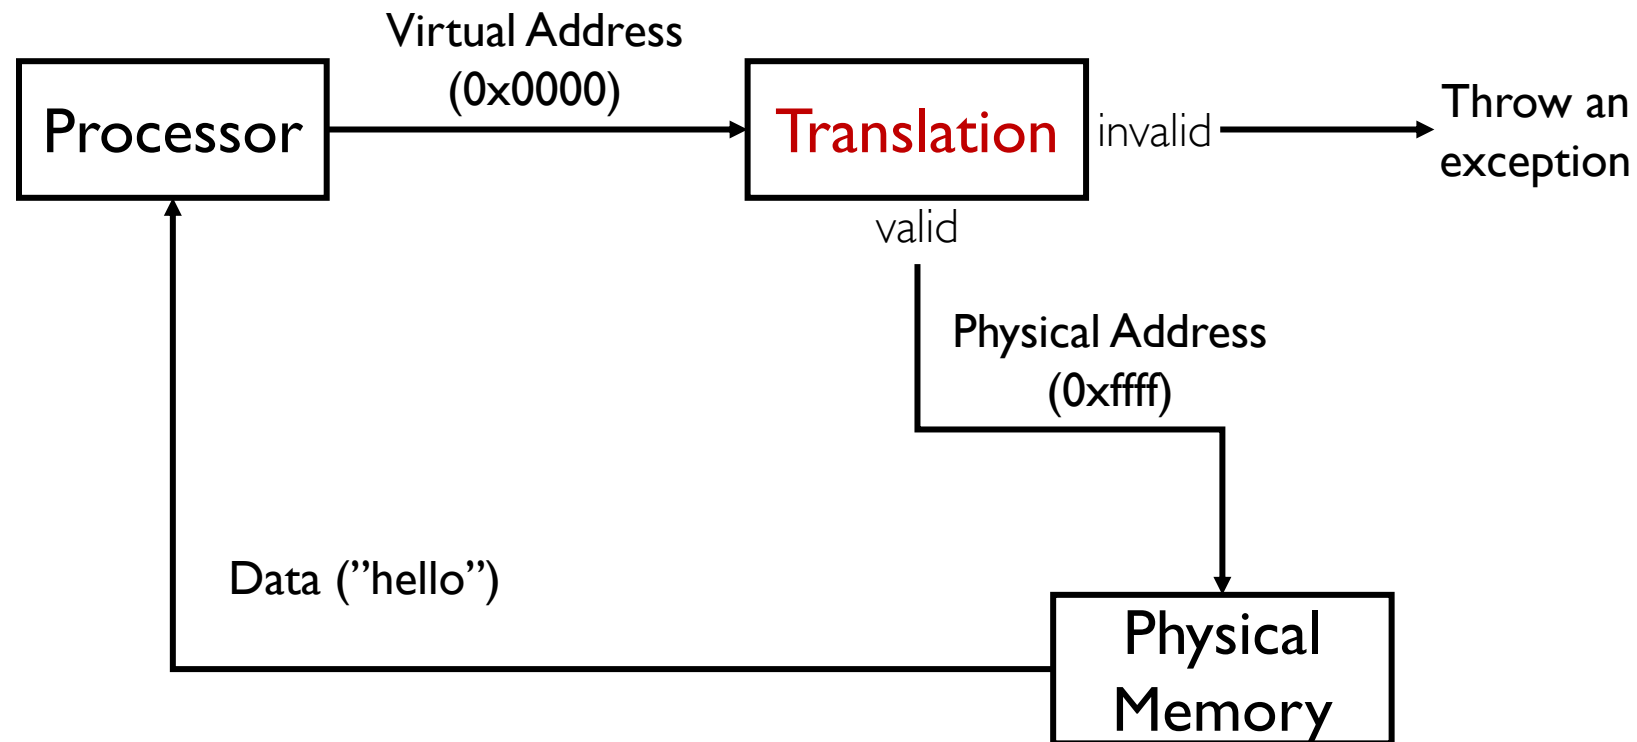 Virtual Address
(0x0000)
Processor
Translation
invalid
Throw an
exception
valid
Physical Address
(0xffff)
Data (”hello”)
Physical
Memory